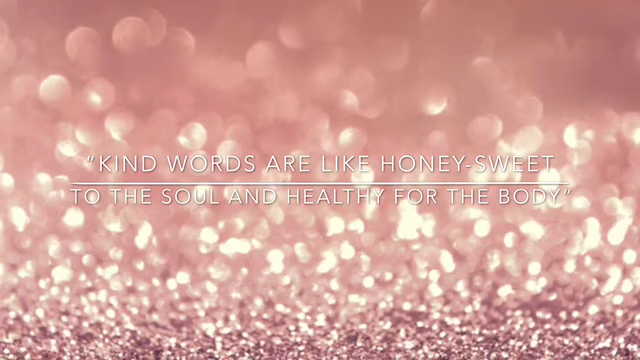 "KIND WORDS ARE LIKE HONEY-SWEET
TO THE SOUL AND HEALTHY FOR THE BODY"